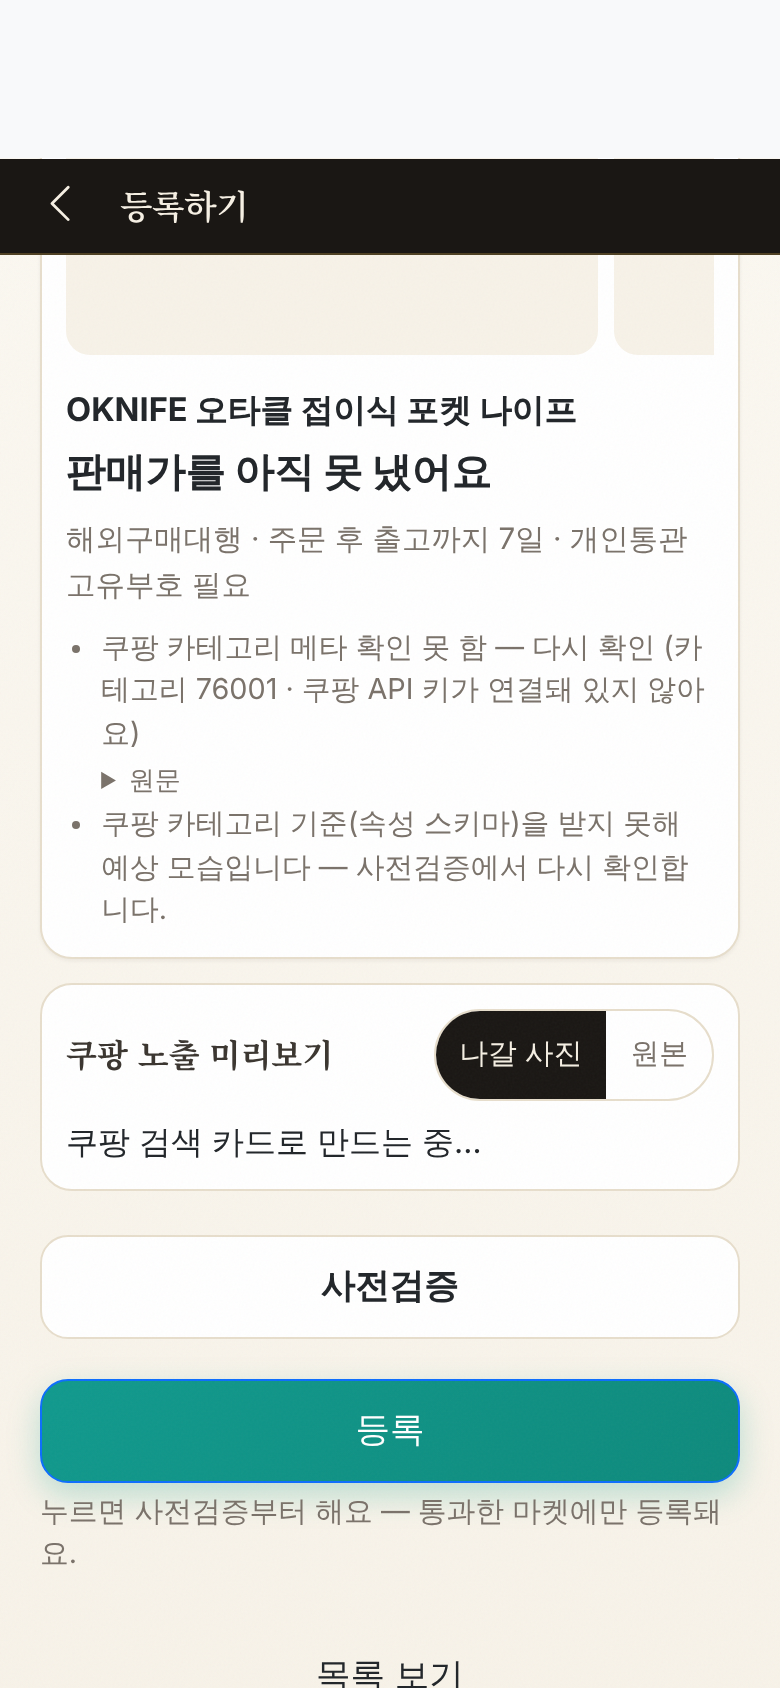 등록하기
OKNIFE 오타클 접이식 포켓 나이프
판매가를 아직 못 냈어요
해외구매대행 · 주문 후 출고까지 7일 · 개인통관
고유부호 필요
• 쿠팡 카테고리 메타 확인 못 함 — 다시 확인 (카
테고리 76001 · 쿠팡 API 키가 연결돼 있지 않아
요)
▶ 원문
• 쿠팡 카테고리 기준(속성 스키마)을 받지 못해
예상 모습입니다 — 사전검증에서 다시 확인합
니다.
쿠팡 노출 미리보기
나갈 사진
원본
쿠팡 검색 카드로 만드는 중...
사전검증
등록
누르면 사전검증부터 해요 — 통과한 마켓에만 등록돼
요.
목록 보기